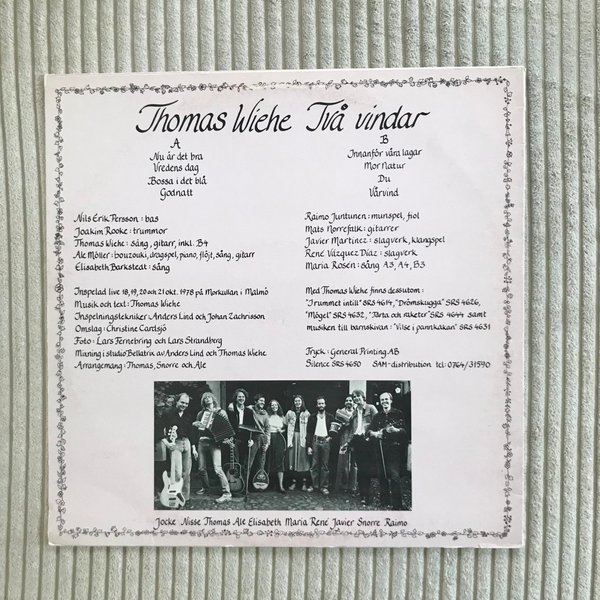 Thomas Wiehe Två vindar
A
Nu är det bra
Vredens dag
Bossa i det blå
Godnatt
B
Innanför våra lagar
Mor Natur
Du
Vårvind
Nils Erik Persson: bas
Joakim Rooke: trummor
Thomas Wiehe: sång, gitarr, inkl. B4
Ale Möller: bouzouki, dragspel, piano, flöjt, sång, gitarr
Elisabeth Barkstedt: sång
Raimo Juntunen: munspel, fiol
Mats Norrefalk: gitarrer
Javier Martinez: slagverk, klangspel
René Vázquez Díaz: slagverk
Maria Rosén: sång A3, A4, B3
Inspelad live 18, 19, 20 och 21 okt. 1978 på Morkullan i Malmö
Musik och text: Thomas Wiehe
Inspelningstekniker Anders Lind och Johan Zachrisson
Omslag: Christine Cardsjö
Foto: Lars Fernebring och Lars Strandberg
Mixning i studio Bellatrix av Anders Lind och Thomas Wiehe
Arrangemang: Thomas, Snorre och Ale
Med Thomas Wiehe finns dessutom:
"I rummet intill" SRS 4614, "Drömskugga" SRS 4626,
"Mögel" SRS 4632, "Tårta och raketer" SRS 4644 samt
musiken till barnskivan: "Vilse i pannkakan" SRS 4631
Tryck: General Printing AB
Silence SRS 4650 SAM-distribution tel: 0764/31590
Jocke Nisse Thomas Ale Elisabeth Maria René Javier Snorre Raimo